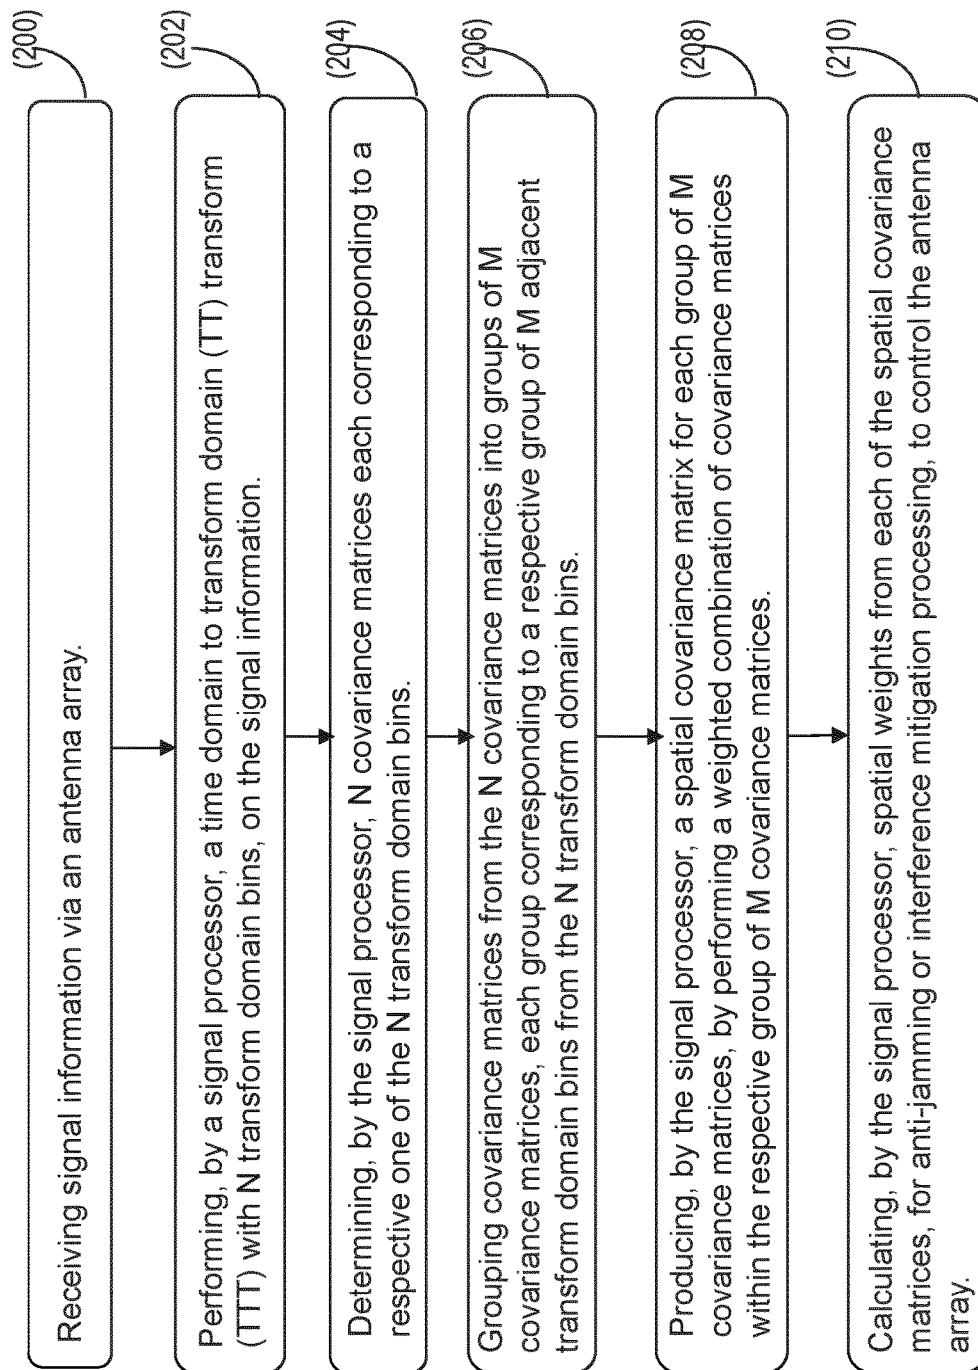 (200)
Receiving signal information via an antenna array.
(202)
Performing, by a signal processor, a time domain to transform domain (TT) transform
(TTT) with N transform domain bins, on the signal information.
(204)
Determining, by the signal processor, N covariance matrices each corresponding to a
respective one of the N transform domain bins.
(206)
Grouping covariance matrices from the N covariance matrices into groups of M
covariance matrices, each group corresponding to a respective group of M adjacent
transform domain bins from the N transform domain bins.
(208)
Producing, by the signal processor, a spatial covariance matrix for each group of M
covariance matrices, by performing a weighted combination of covariance matrices
within the respective group of M covariance matrices.
(210)
Calculating, by the signal processor, spatial weights from each of the spatial covariance
matrices, for anti-jamming or interference mitigation processing, to control the antenna
array.